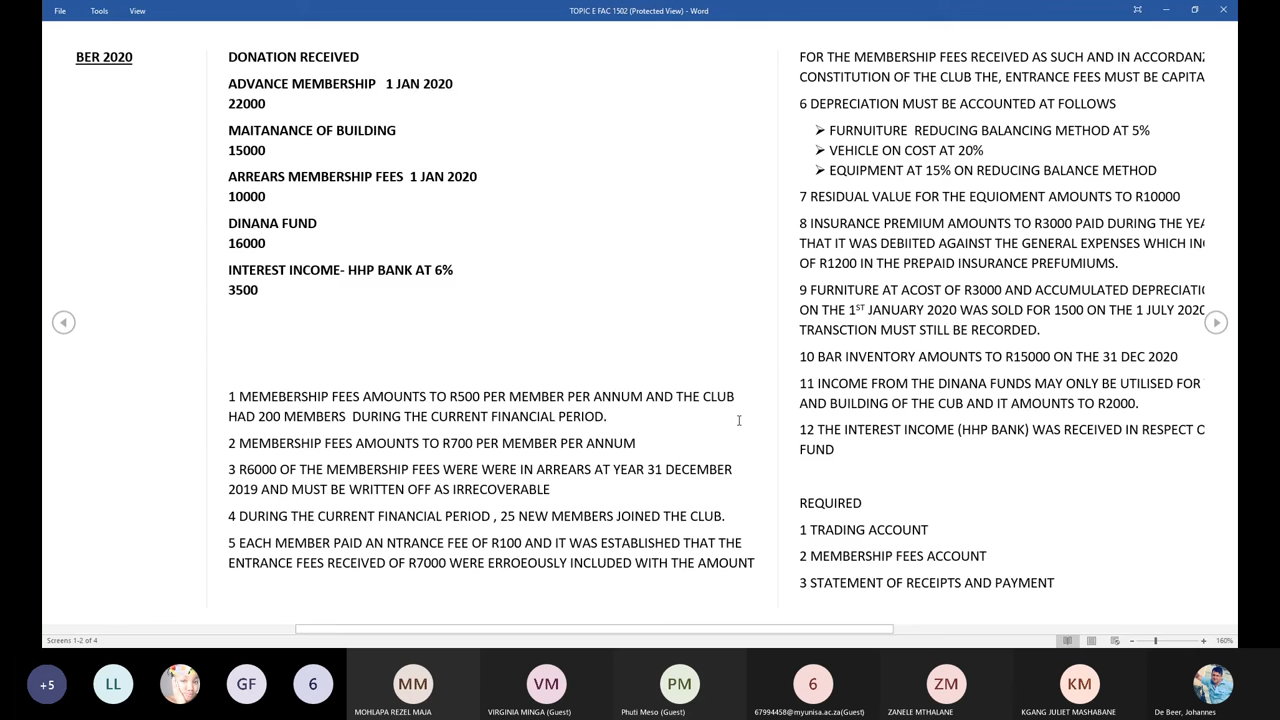 File Tools View TOPIC E FAC 1502 (Protected View) - Word
BER 2020
DONATION RECEIVED
ADVANCE MEMBERSHIP 1 JAN 2020
22000
MAITANANCE OF BUILDING
15000
ARREARS MEMBERSHIP FEES 1 JAN 2020
10000
DINANA FUND
16000
INTEREST INCOME- HHP BANK AT 6%
3500
1 MEMEBERSHIP FEES AMOUNTS TO R500 PER MEMBER PER ANNUM AND THE CLUB
HAD 200 MEMBERS DURING THE CURRENT FINANCIAL PERIOD.
2 MEMBERSHIP FEES AMOUNTS TO R700 PER MEMBER PER ANNUM
3 R6000 OF THE MEMBERSHIP FEES WERE WERE IN ARREARS AT YEAR 31 DECEMBER
2019 AND MUST BE WRITTEN OFF AS IRRECOVERABLE
4 DURING THE CURRENT FINANCIAL PERIOD , 25 NEW MEMBERS JOINED THE CLUB.
5 EACH MEMBER PAID AN NTRANCE FEE OF R100 AND IT WAS ESTABLISHED THAT THE
ENTRANCE FEES RECEIVED OF R7000 WERE ERROEOUSLY INCLUDED WITH THE AMOUNT
FOR THE MEMBERSHIP FEES RECEIVED AS SUCH AND IN ACCORDAN
CONSTITUTION OF THE CLUB THE, ENTRANCE FEES MUST BE CAPITA
6 DEPRECIATION MUST BE ACCOUNTED AT FOLLOWS
➢ FURNUITURE REDUCING BALANCING METHOD AT 5%
➢ VEHICLE ON COST AT 20%
➢ EQUIPMENT AT 15% ON REDUCING BALANCE METHOD
7 RESIDUAL VALUE FOR THE EQUIOMENT AMOUNTS TO R10000
8 INSURANCE PREMIUM AMOUNTS TO R3000 PAID DURING THE YEA
THAT IT WAS DEBIITED AGAINST THE GENERAL EXPENSES WHICH IN
OF R1200 IN THE PREPAID INSURANCE PREFUMIUMS.
9 FURNITURE AT ACOST OF R3000 AND ACCUMULATED DEPRECIATI
ON THE 1ST JANUARY 2020 WAS SOLD FOR 1500 ON THE 1 JULY 2020
TRANSCTION MUST STILL BE RECORDED.
10 BAR INVENTORY AMOUNTS TO R15000 ON THE 31 DEC 2020
11 INCOME FROM THE DINANA FUNDS MAY ONLY BE UTILISED FOR
AND BUILDING OF THE CUB AND IT AMOUNTS TO R2000.
12 THE INTEREST INCOME (HHP BANK) WAS RECEIVED IN RESPECT O
FUND
REQUIRED
1 TRADING ACCOUNT
2 MEMBERSHIP FEES ACCOUNT
3 STATEMENT OF RECEIPTS AND PAYMENT
Screens 1-2 of 4 160%
+5 LL GF 6 MM VM PM 6 ZM KM
MOHLAPA REZEL MAJA VIRGINIA MINGA (Guest) Phuti Meso (Guest) 67994458@myunisa.ac.za(Guest) ZANELE MTHALANE KGANG JULIET MASHABANE De Beer, Johannes